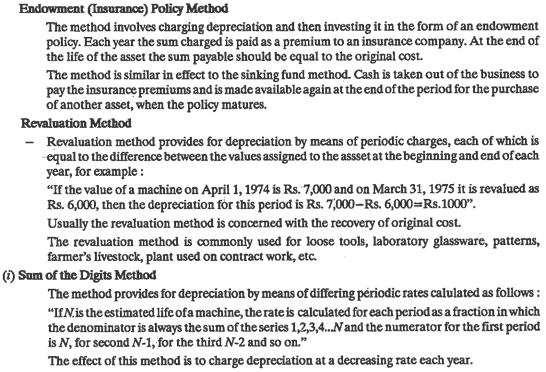 Endowment (Insurance) Policy Method
The method involves charging depreciation and then investing it in the form of an endowment
policy. Each year the sum charged is paid as a premium to an insurance company. At the end
of the life of the asset the sum payable should be equal to the original cost.
The method is similar in effect to the sinking fund method. Cash is taken out of the business to
pay the insurance premiums and is made available again at the end of the period for the purchase
of another asset, when the policy matures.
Revaluation Method
– Revaluation method provides for depreciation by means of periodic charges, each of which is
equal to the difference between the values assigned to the assset at the beginning and end of each
year, for example :
“If the value of a machine on April 1, 1974 is Rs. 7,000 and on March 31, 1975 it is revalued as
Rs. 6,000, then the depreciation for this period is Rs. 7,000–Rs. 6,000=Rs.1000”.
Usually the revaluation method is concerned with the recovery of original cost.
The revaluation method is commonly used for loose tools, laboratory glassware, patterns,
farmer's livestock, plant used on contract work, etc.
(i) Sum of the Digits Method
The method provides for depreciation by means of differing periodic rates calulated as follows :
“If N is the estimated life of a machine, the rate is calculated for each period as a fraction in which
the denominator is always the sum of the series 1,2,3,4...N and the numerator for the first period
is N, for second N-1, for the third N-2 and so on.”
The effect of this method is to charge depreciation at a decreasing rate each year.